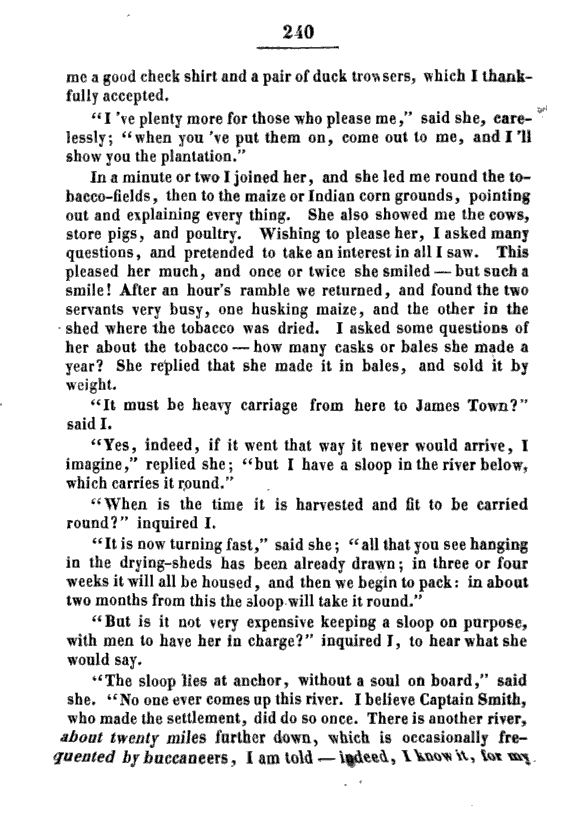 240
me a good check shirt and a pair of duck trowsers, which I thank-
fully accepted.
“I ’ve plenty more for those who please me,” said she, care-
lessly; “when you ’ve put them on, come out to me, and I ’ll
show you the plantation.”
In a minute or two I joined her, and she led me round the to-
bacco-fields, then to the maize or Indian corn grounds, pointing
out and explaining every thing. She also showed me the cows,
store pigs, and poultry. Wishing to please her, I asked many
questions, and pretended to take an interest in all I saw. This
pleased her much, and once or twice she smiled — but such a
smile! After an hour’s ramble we returned, and found the two
servants very busy, one husking maize, and the other in the
shed where the tobacco was dried. I asked some questions of
her about the tobacco — how many casks or bales she made a
year? She replied that she made it in bales, and sold it by
weight.
“It must be heavy carriage from here to James Town?”
said I.
“Yes, indeed, if it went that way it never would arrive, I
imagine,” replied she; “but I have a sloop in the river below,
which carries it round.”
“When is the time it is harvested and fit to be carried
round?” inquired I.
“It is now turning fast,” said she; “all that you see hanging
in the drying-sheds has been already drawn; in three or four
weeks it will all be housed, and then we begin to pack: in about
two months from this the sloop will take it round.”
“But is it not very expensive keeping a sloop on purpose,
with men to have her in charge?” inquired I, to hear what she
would say.
“The sloop lies at anchor, without a soul on board,” said
she. “No one ever comes up this river. I believe Captain Smith,
who made the settlement, did do so once. There is another river,
about twenty miles further down, which is occasionally fre-
quented by buccaneers, I am told — indeed, I know it, for my